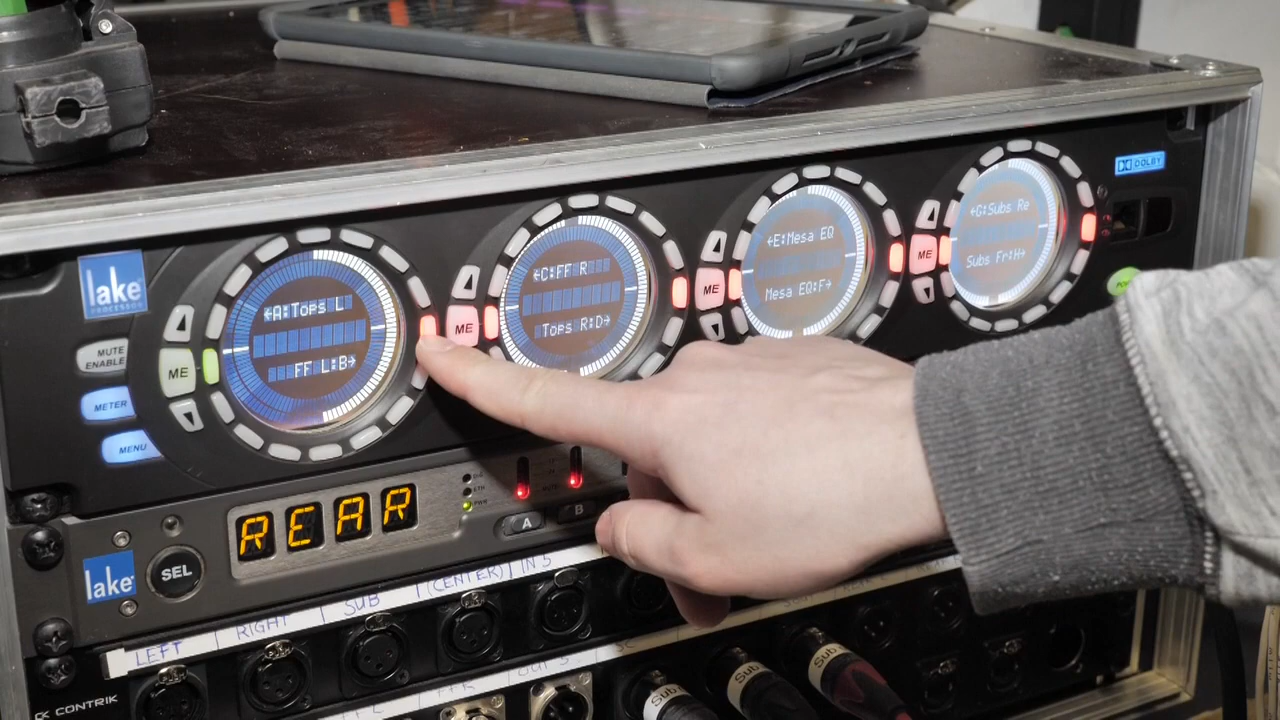 lake
PROCESSOR
MUTE
ENABLE
METER
MENU
ME
←A:Tops L
FF L:B→
ME
←C:FF R
Tops R:D→
ME
←E:Mesa EQ
Mesa EQ:F→
ME
←G:Subs Re
Subs Fr:H→
DOLBY
REAR
A
B
lake
SEL
LEFT
RIGHT
SUB
(CENTER)
IN 5
CONTRIK
Sub
Sub
Sub